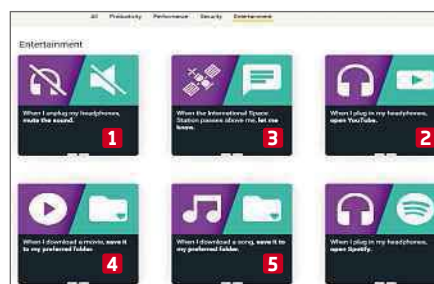 All Productivity Performance Security Entertainment
Entertainment
When I unplug my headphones,
mute the sound.
1
When the International Space
Station passes above me, let me
know.
3
When I plug in my headphones,
open YouTube.
2
When I download a movie, save it
to my preferred folder.
4
When I download a song, save it to
my preferred folder.
5
When I plug in my headphones,
open Spotify.